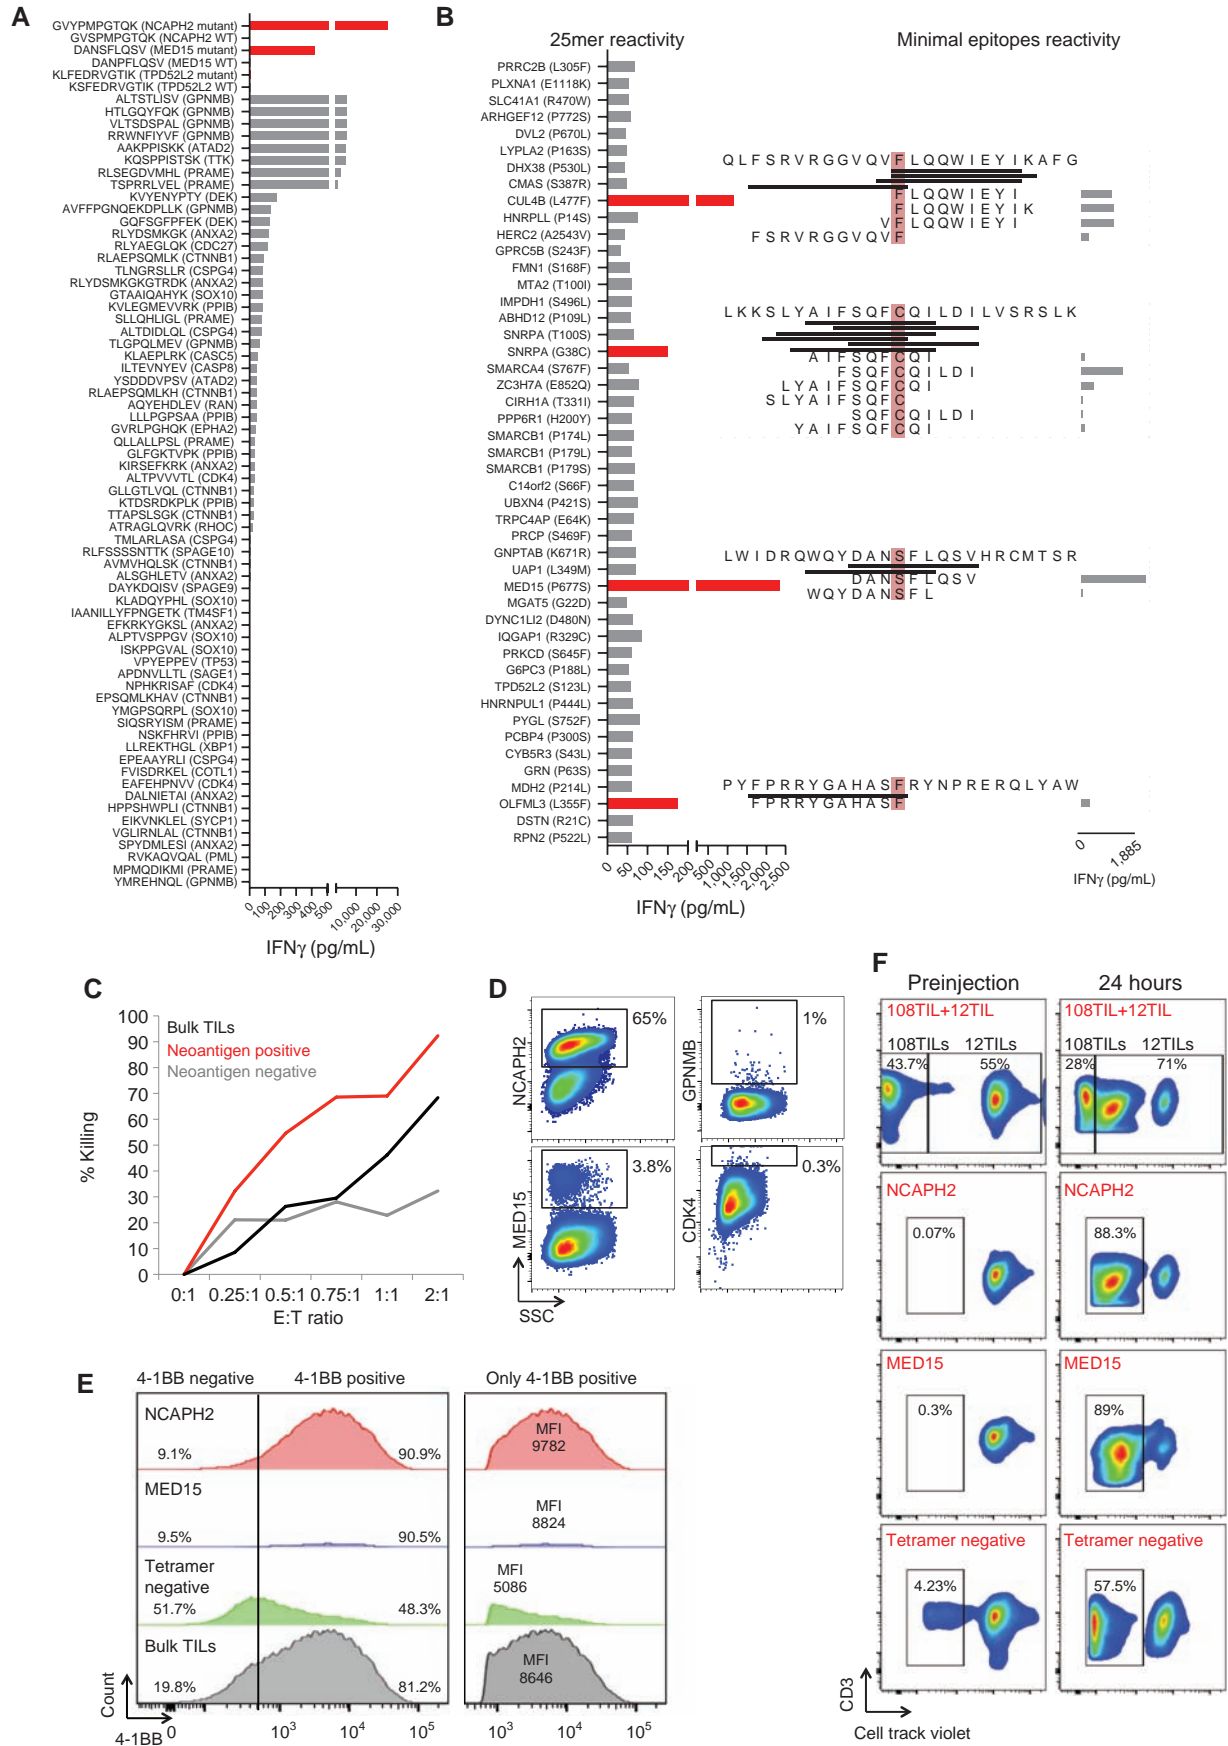 A
GVYPMPGTQK (NCAPH2 mutant)
GVSPMPGTQK (NCAPH2 WT)
DANSFLQSV (MED15 mutant)
DANPFLQSV (MED15 WT)
KLFEDRVGTIK (TPD52L2 mutant)
KSFEDRVGTIK (TPD52L2 WT)
ALTSTLISV (GPNMB)
HTLGQYFQK (GPNMB)
VLTSDSPAL (GPNMB)
RRWNFIYVF (GPNMB)
AAKPPISKK (ATAD2)
KQSPPISTSK (TTK)
RLSEGDVMHL (PRAME)
TSPRRLVEL (PRAME)
KVYENYPTY (DEK)
AVFFPGNQEKDPLLK (GPNMB)
GQFSGFPFEK (DEK)
RLYDSMKGK (ANXA2)
RLYAEGLQK (CDC27)
RLAEPSQMLK (CTNNB1)
TLNGRSLLR (CSPG4)
RLYDSMKGKGTRDK (ANXA2)
GTAAIQAHYK (SOX10)
KVLEGMEVVRK (PPIB)
SLLQHLIGL (PRAME)
ALTDIDLQL (CSPG4)
TLGPQLMEV (GPNMB)
KLAEPLRK (CASC5)
ILTEVNYEV (CASP8)
YSDDDVPSV (ATAD2)
RLAEPSQMLKH (CTNNB1)
AQYEHDLEV (RAN)
LLLPGPSAA (PPIB)
GVRLPGHQK (EPHA2)
QLLALLPSL (PRAME)
GLFGKTVPK (PPIB)
KIRSEFKRK (ANXA2)
ALTPVVVTL (CDK4)
GLLGTLVQL (CTNNB1)
KTDSRDKPLK (PPIB)
TTAPSLSGK (CTNNB1)
ATRAGLQVRK (RHOC)
TMLARLASA (CSPG4)
RLFSSSSNTTK (SPAGE10)
AVMVHQLSK (CTNNB1)
ALSGHLETV (ANXA2)
DAYKDQISV (SPAGE9)
KLADQYPHL (SOX10)
IAANILLYFPNGETK (TM4SF1)
EFKRKYGKSL (ANXA2)
ALPTVSPPGV (SOX10)
ISKPPGVAL (SOX10)
VPYEPPEV (TP53)
APDNVLLTL (SAGE1)
NPHKRISAF (CDK4)
EPSQMLKHAV (CTNNB1)
YMGPSQRPL (SOX10)
SIQSRYISM (PRAME)
NSKFHRVI (PPIB)
LLREKTHGL (XBP1)
EPEAAYRLI (CSPG4)
FVISDRKEL (COTL1)
EAFEHPNVV (CDK4)
DALNIETAI (ANXA2)
HPPSHWPLI (CTNNB1)
EIKVNKLEL (SYCP1)
VGLIRNLAL (CTNNB1)
SPYDMLESI (ANXA2)
RVKAQVQAL (PML)
MPMQDIKMI (PRAME)
YMREHNQL (GPNMB)
0 100 200 300 400 500 10,000 20,000 30,000
IFNγ (pg/mL)
B
25mer reactivity
Minimal epitopes reactivity
PRRC2B (L305F)
PLXNA1 (E1118K)
SLC41A1 (R470W)
ARHGEF12 (P772S)
DVL2 (P670L)
LYPLA2 (P163S)
DHX38 (P530L)
CMAS (S387R)
CUL4B (L477F)
HNRPLL (P14S)
HERC2 (A2543V)
GPRC5B (S243F)
FMN1 (S168F)
MTA2 (T100I)
IMPDH1 (S496L)
ABHD12 (P109L)
SNRPA (T100S)
SNRPA (G38C)
SMARCA4 (S767F)
ZC3H7A (E852Q)
CIRH1A (T331I)
PPP6R1 (H200Y)
SMARCB1 (P174L)
SMARCB1 (P179L)
SMARCB1 (P179S)
C14orf2 (S66F)
UBXN4 (P421S)
TRPC4AP (E64K)
PRCP (S469F)
GNPTAB (K671R)
UAP1 (L349M)
MED15 (P677S)
MGAT5 (G22D)
DYNC1LI2 (D480N)
IQGAP1 (R329C)
PRKCD (S645F)
G6PC3 (P188L)
TPD52L2 (S123L)
HNRNPUL1 (P444L)
PYGL (S752F)
PCBP4 (P300S)
CYB5R3 (S43L)
GRN (P63S)
MDH2 (P214L)
OLFML3 (L355F)
DSTN (R21C)
RPN2 (P522L)
0 50 100 150 200 500 1,000 1,500 2,000 2,500
IFNγ (pg/mL)
Q L F S R V R G G V Q V F L Q Q W I E Y I K A F G
F L Q Q W I E Y I
F L Q Q W I E Y I K
V F L Q Q W I E Y I
F S R V R G G V Q V F
L K K S L Y A I F S Q F C Q I L D I L V S R S L K
A I F S Q F C Q I
F S Q F C Q I L D I
L Y A I F S Q F C Q I
S L Y A I F S Q F C
S Q F C Q I L D I
Y A I F S Q F C Q I
L W I D R Q W Q Y D A N S F L Q S V H R C M T S R
D A N S F L Q S V
W Q Y D A N S F L
P Y F P R R Y G A H A S F R Y N P R E R Q L Y A W
F P R R Y G A H A S F
0 1,885
IFNγ (pg/mL)
C
Bulk TILs
Neoantigen positive
Neoantigen negative
% Killing
100
90
80
70
60
50
40
30
20
10
0
0:1 0.25:1 0.5:1 0.75:1 1:1 2:1
E:T ratio
D
NCAPH2
65%
GPNMB
1%
MED15
3.8%
CDK4
0.3%
SSC
E
4-1BB negative 4-1BB positive Only 4-1BB positive
NCAPH2
9.1% 90.9%
MFI
9782
MED15
9.5% 90.5%
MFI
8824
Tetramer
negative
51.7% 48.3%
MFI
5086
Bulk TILs
19.8% 81.2%
MFI
8646
Count
4-1BB
0 10³ 10⁴ 10⁵
10³ 10⁴ 10⁵
F
Preinjection 24 hours
108TIL+12TIL
108TILs 12TILs
43.7% 55%
108TIL+12TIL
108TILs 12TILs
28% 71%
NCAPH2
0.07%
NCAPH2
88.3%
MED15
0.3%
MED15
89%
Tetramer negative
4.23%
Tetramer negative
57.5%
CD3
Cell track violet